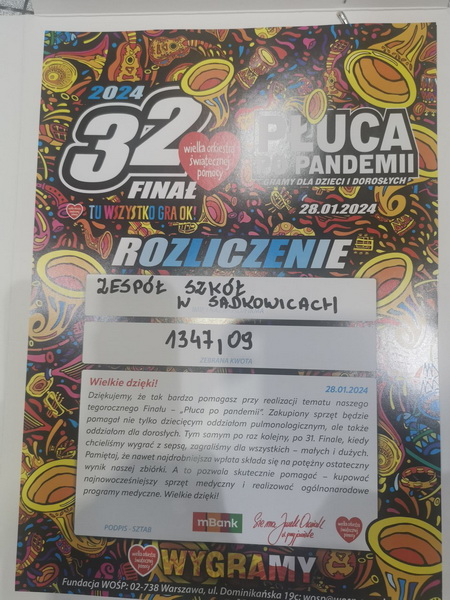 2024
32
FINAŁ
wielka orkiestra
świątecznej
pomocy
TU WSZYSTKO GRA OK!
PŁUCA
PO PANDEMII
GRAMY DLA DZIECI I DOROSŁYCH
28.01.2024
ROZLICZENIE
ZESPÓŁ SZKÓŁ
W SADKOWICACH
1347,09
ZEBRANA KWOTA
Wielkie dzięki!
28.01.2024
Dziękujemy, że tak bardzo pomagasz przy realizacji tematu naszego
tegorocznego Finału – „Płuca po pandemii”. Zakupiony sprzęt będzie
pomagał nie tylko dziecięcym oddziałom pulmonologicznym, ale także
oddziałom dla dorosłych. Tym samym po raz kolejny, po 31. Finale, kiedy
chcieliśmy wygrać z sepsą, zagraliśmy dla wszystkich – małych i dużych.
Pamiętaj, że nawet najdrobniejsza wpłata składa się na potężny ostateczny
wynik naszej zbiórki. A to pozwala skutecznie pomagać – kupować
najnowocześniejszy sprzęt medyczny i realizować ogólnonarodowe
programy medyczne. Wielkie dzięki!
PODPIS - SZTAB
mBank
Siema Jurek Owsiak
WYGRAMY
Fundacja WOŚP: 02-738 Warszawa, ul. Dominikańska 19C: